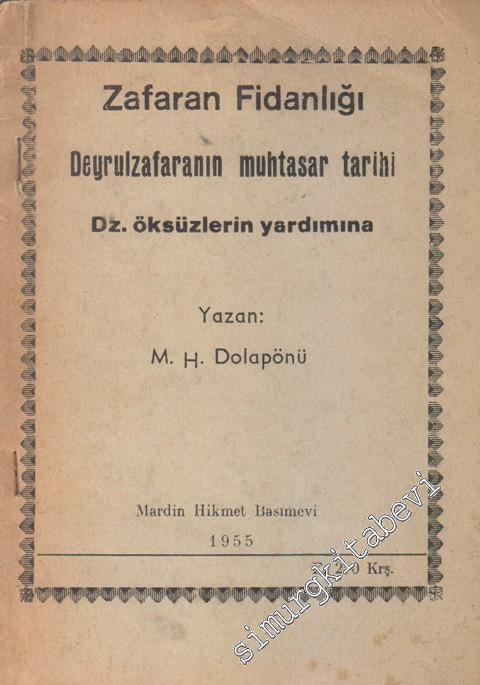 Zafaran Fidanlığı
Deyrulzafaranın muhtasar tarihi
Dz. öksüzlerin yardımına
Yazan:
M. H. Dolapönü
Mardin Hikmet Basımevi
1955
Krş.
simurgkitabevi